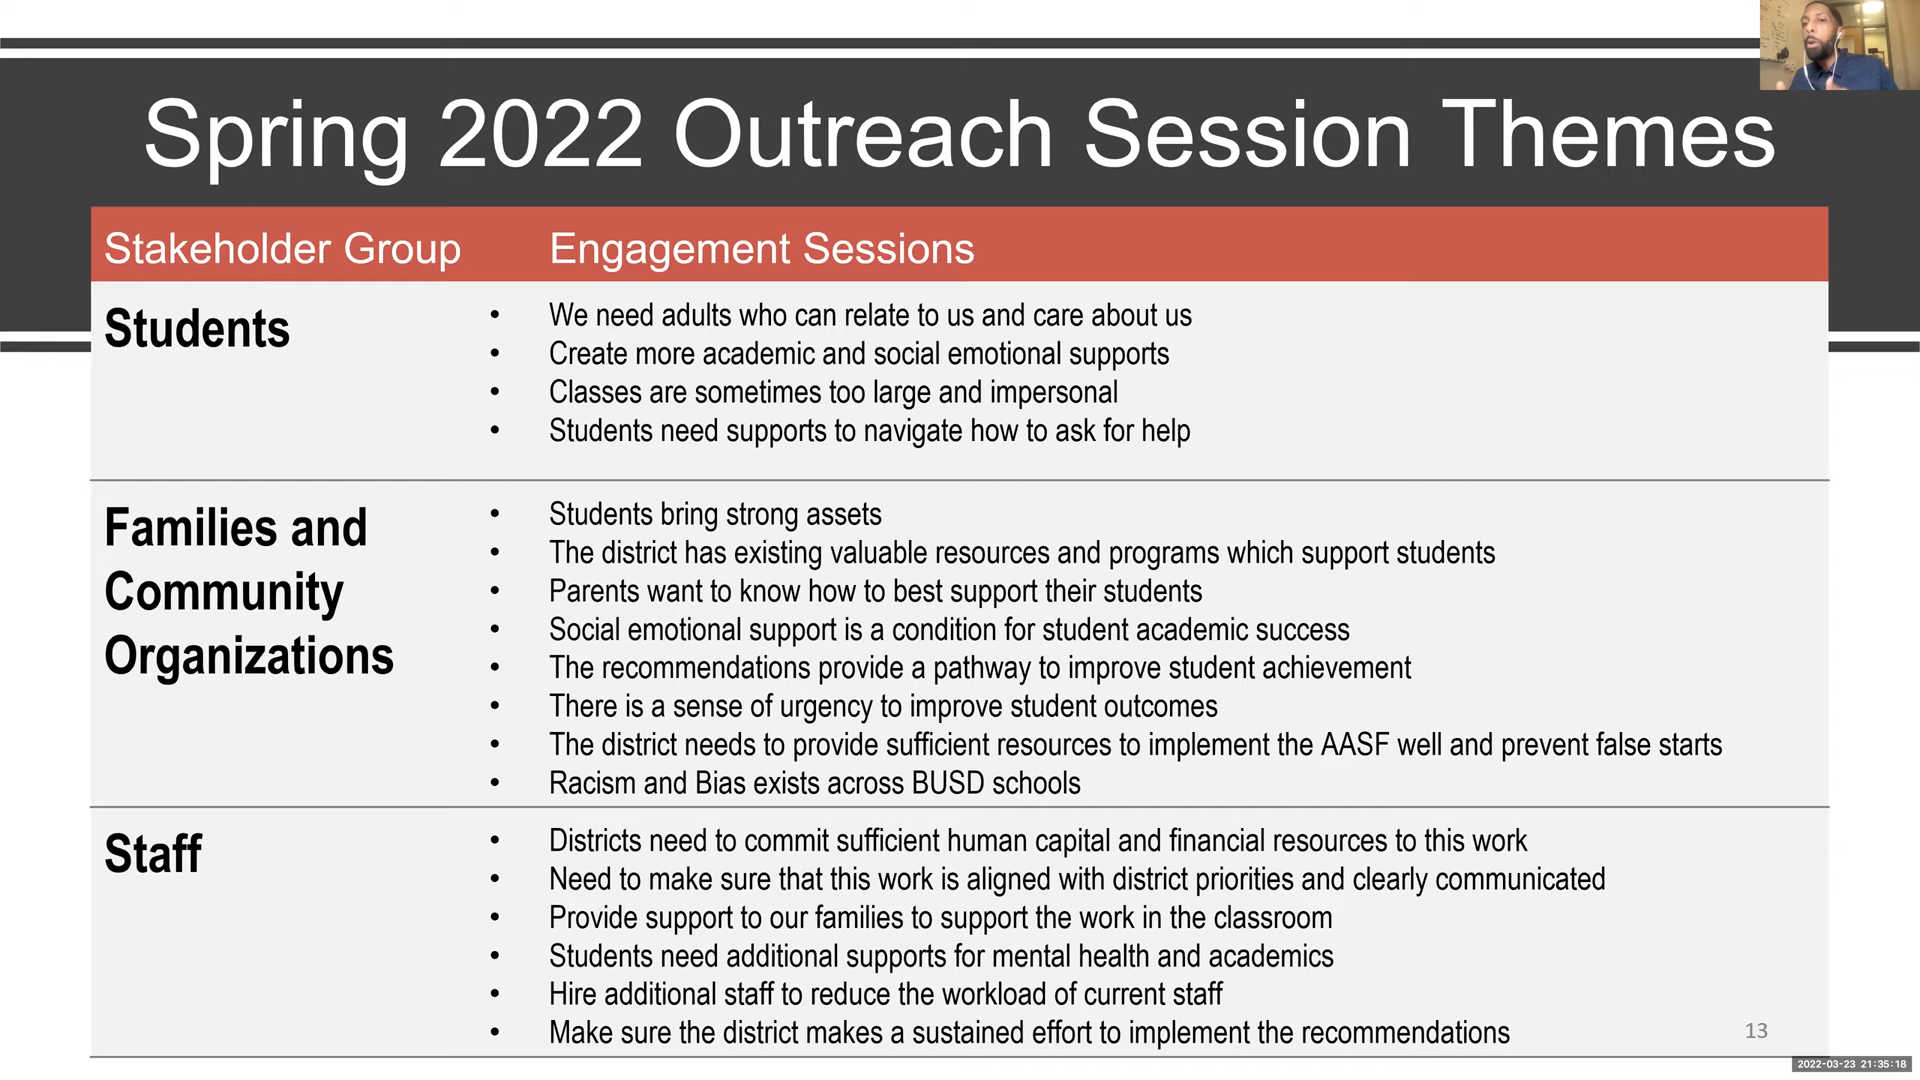 Spring 2022 Outreach Session Themes
Stakeholder Group
Engagement Sessions
Students
• We need adults who can relate to us and care about us
• Create more academic and social emotional supports
• Classes are sometimes too large and impersonal
• Students need supports to navigate how to ask for help
Families and
Community
Organizations
• Students bring strong assets
• The district has existing valuable resources and programs which support students
• Parents want to know how to best support their students
• Social emotional support is a condition for student academic success
• The recommendations provide a pathway to improve student achievement
• There is a sense of urgency to improve student outcomes
• The district needs to provide sufficient resources to implement the AASF well and prevent false starts
• Racism and Bias exists across BUSD schools
Staff
• Districts need to commit sufficient human capital and financial resources to this work
• Need to make sure that this work is aligned with district priorities and clearly communicated
• Provide support to our families to support the work in the classroom
• Students need additional supports for mental health and academics
• Hire additional staff to reduce the workload of current staff
• Make sure the district makes a sustained effort to implement the recommendations
13
2022-03-23 21:35:18